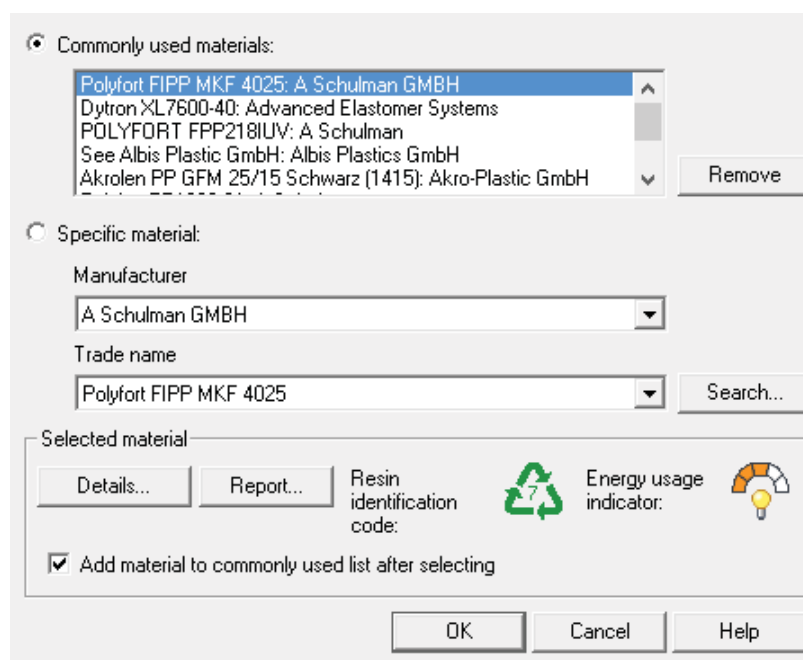 Commonly used materials:
Polyfort FIPP MKF 4025: A Schulman GMBH
Dytron XL7600-40: Advanced Elastomer Systems
POLYFORT FPP218IUV: A Schulman
See Albis Plastic GmbH: Albis Plastics GmbH
Akrolen PP GFM 25/15 Schwarz (1415): Akro-Plastic GmbH
Remove
Specific material:
Manufacturer
A Schulman GMBH
Trade name
Polyfort FIPP MKF 4025
Search...
Selected material
Details...
Report...
Resin
identification
code:
7
Energy usage
indicator:
Add material to commonly used list after selecting
OK
Cancel
Help